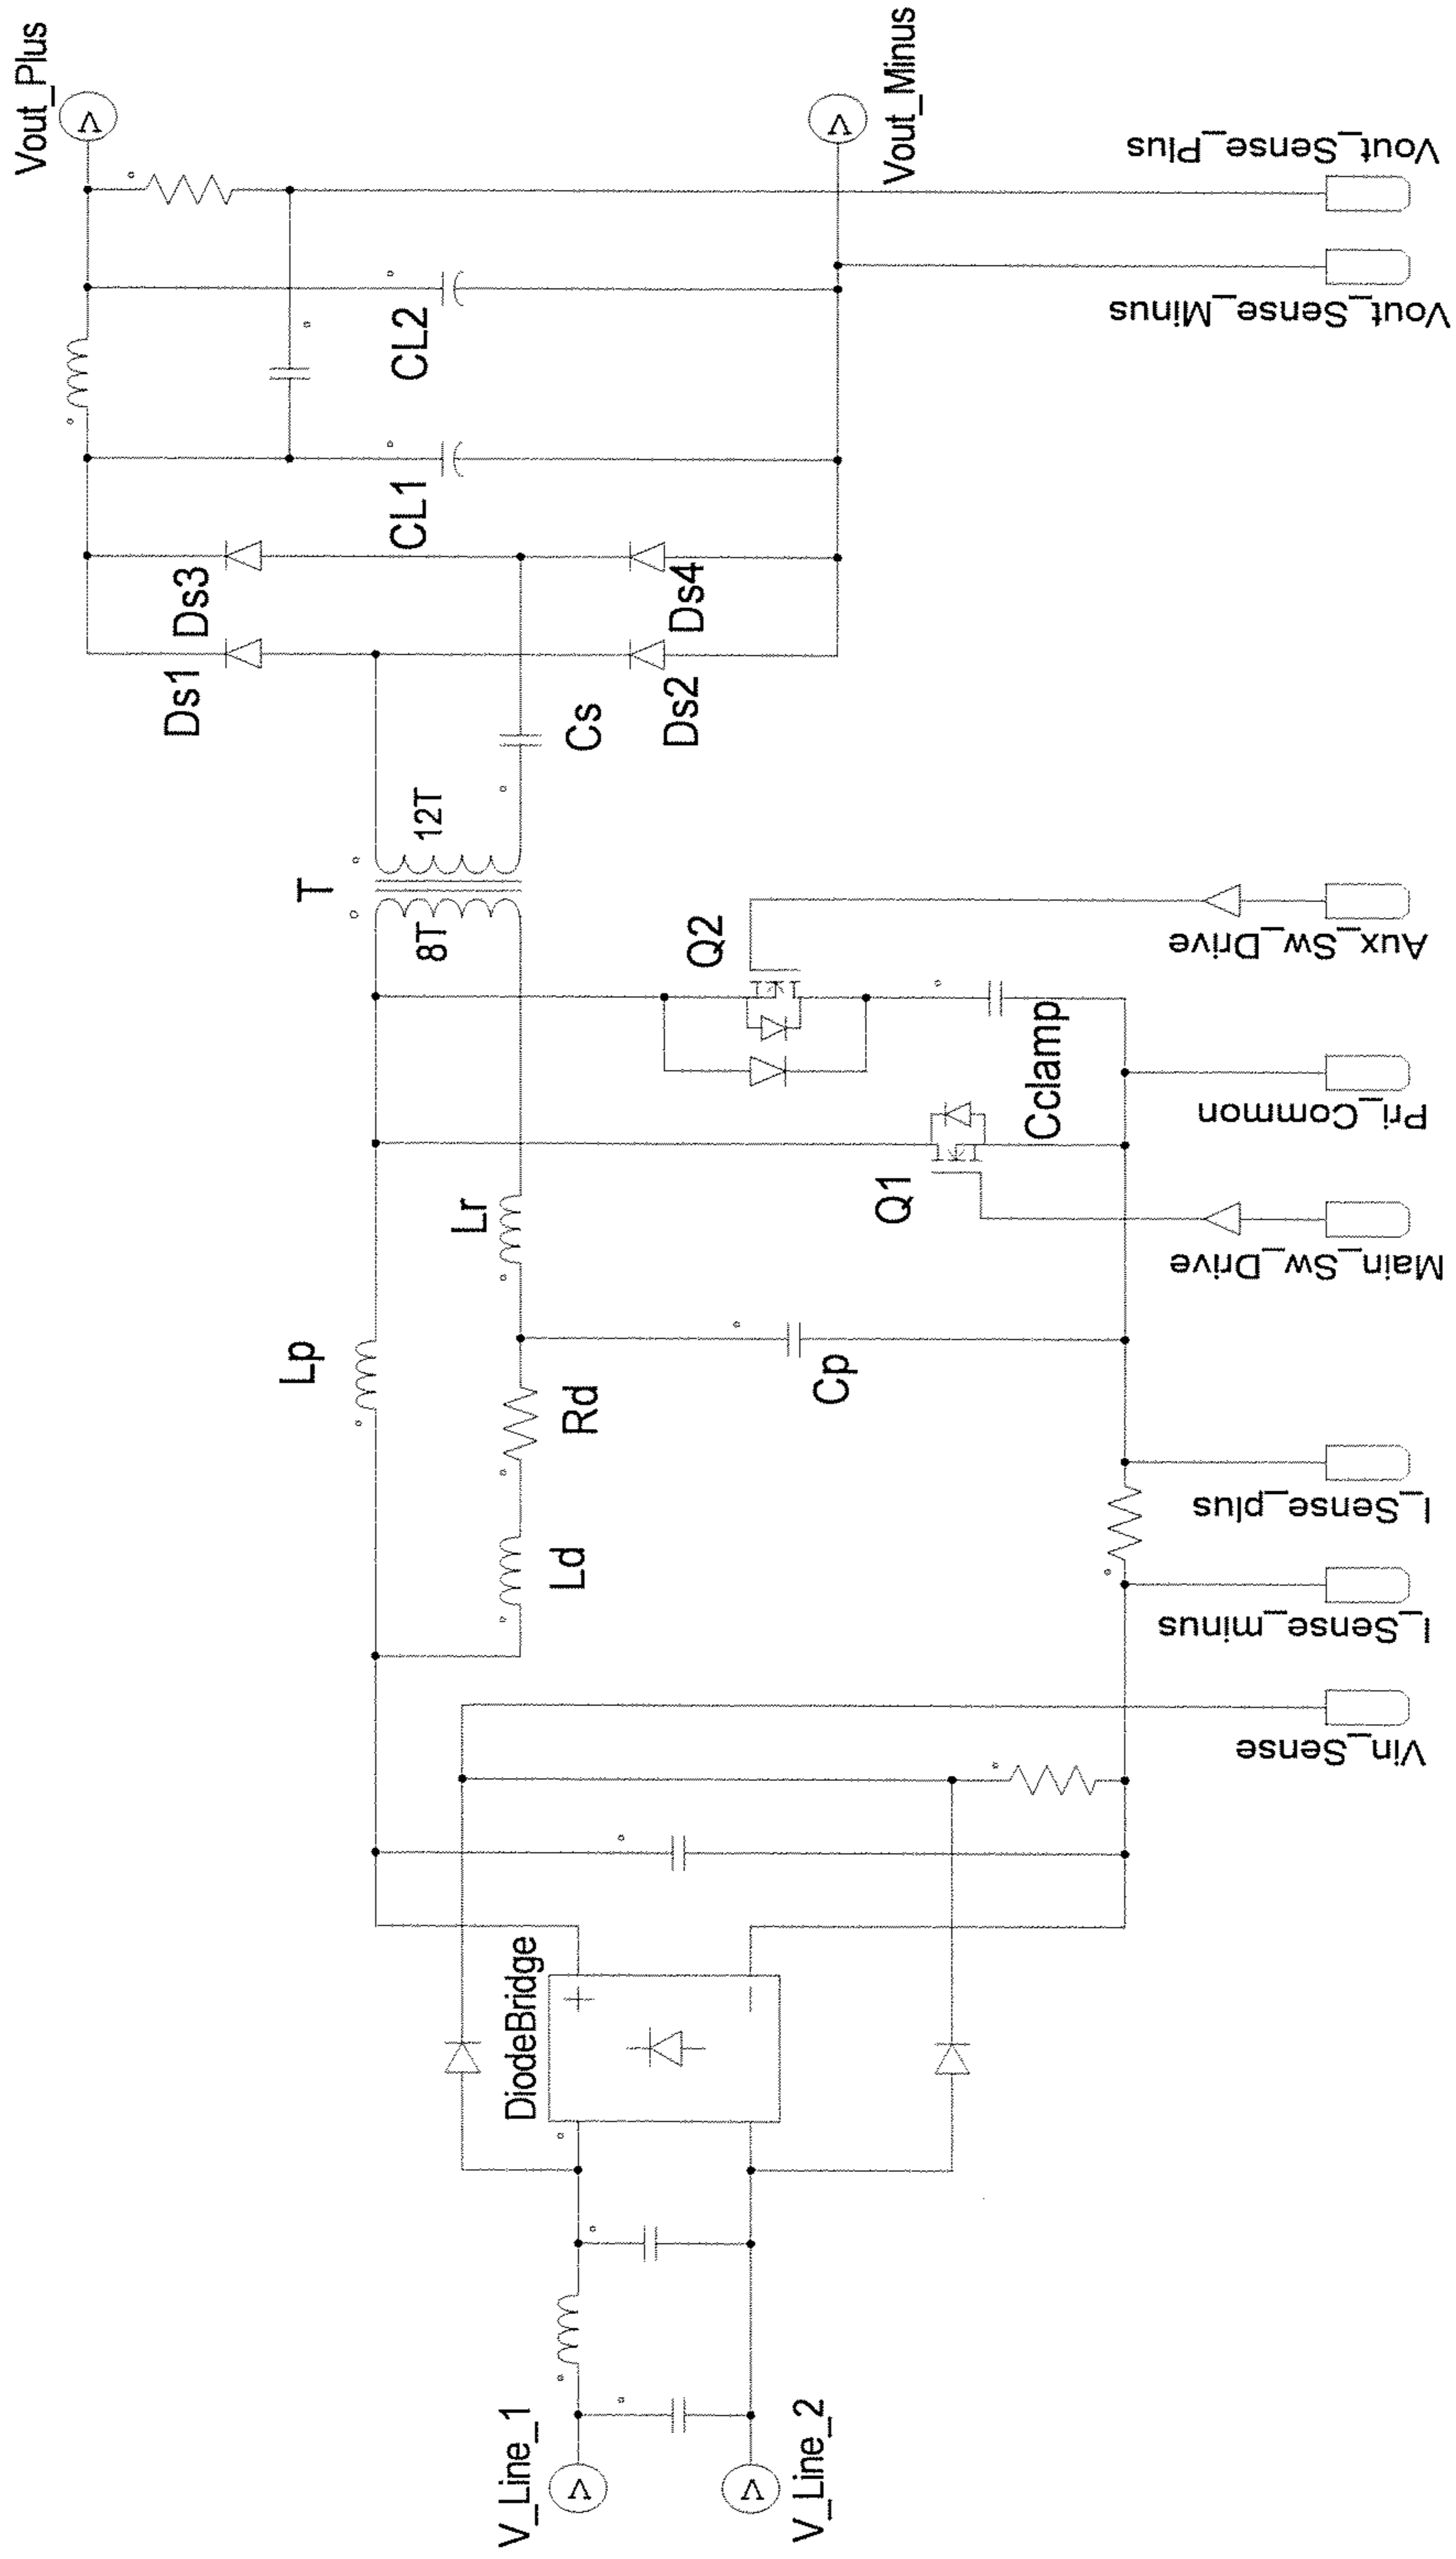 V_Line_1
V
V
V_Line_2
DiodeBridge
+
−
Vin_Sense
I_Sense_minus
I_Sense_plus
Ld
Rd
Lp
Lr
Cp
Q1
Main_Sw_Drive
Pri_Common
Cclamp
Q2
Aux_Sw_Drive
T
8T
12T
Cs
Ds1
Ds2
Ds3
Ds4
CL1
CL2
Vout_Plus
V
V
Vout_Minus
Vout_Sense_Minus
Vout_Sense_Plus